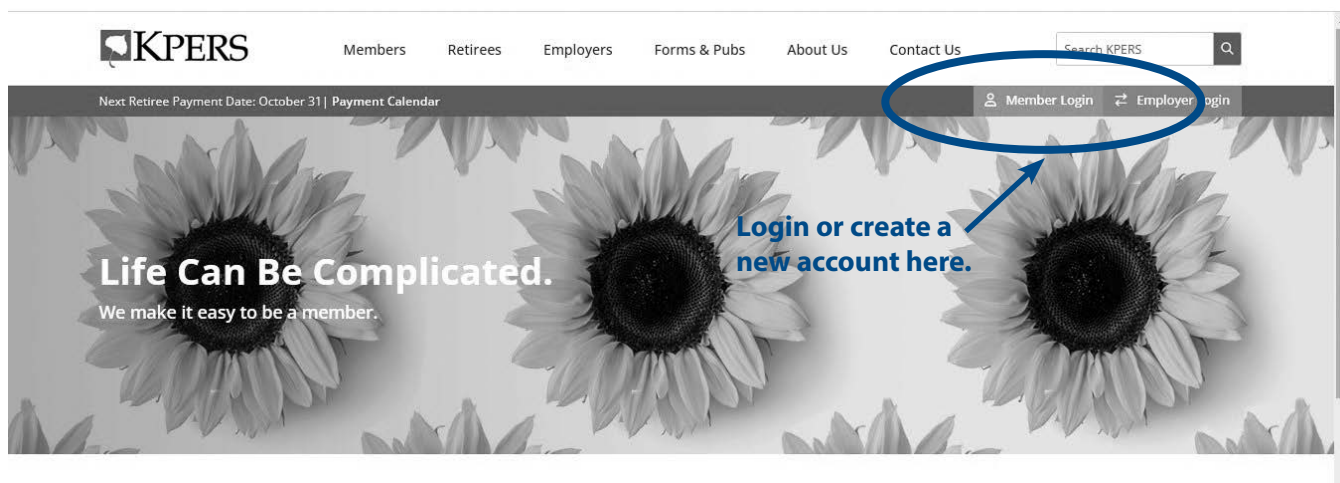 KPERS
Members Retirees Employers Forms & Pubs About Us Contact Us Search KPERS
Next Retiree Payment Date: October 31| Payment Calendar Member Login Employer Login
Login or create a
new account here.
Life Can Be Complicated.
We make it easy to be a member.